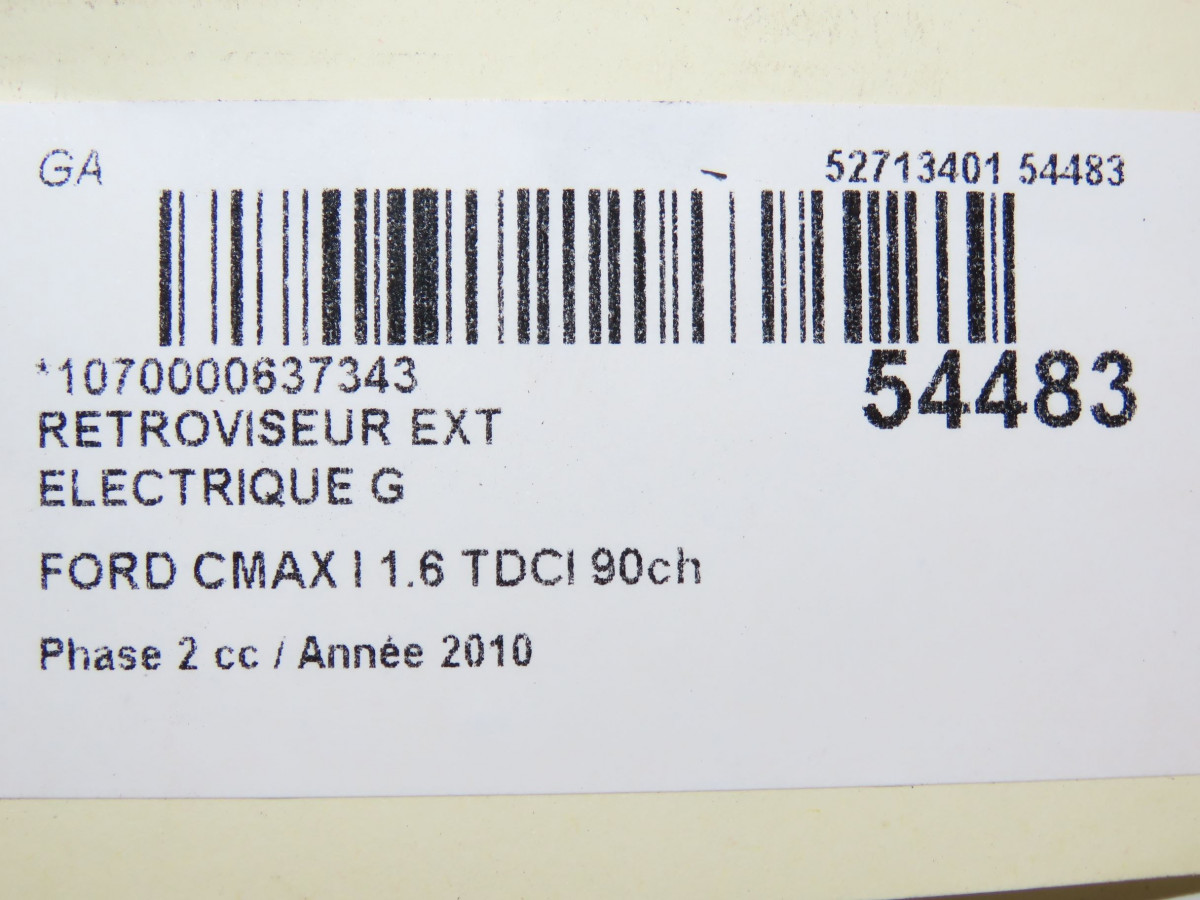 GA
52713401 54483
*1070000637343
54483
RETROVISEUR EXT
ELECTRIQUE G
FORD CMAX I 1.6 TDCI 90ch
Phase 2 cc / Année 2010